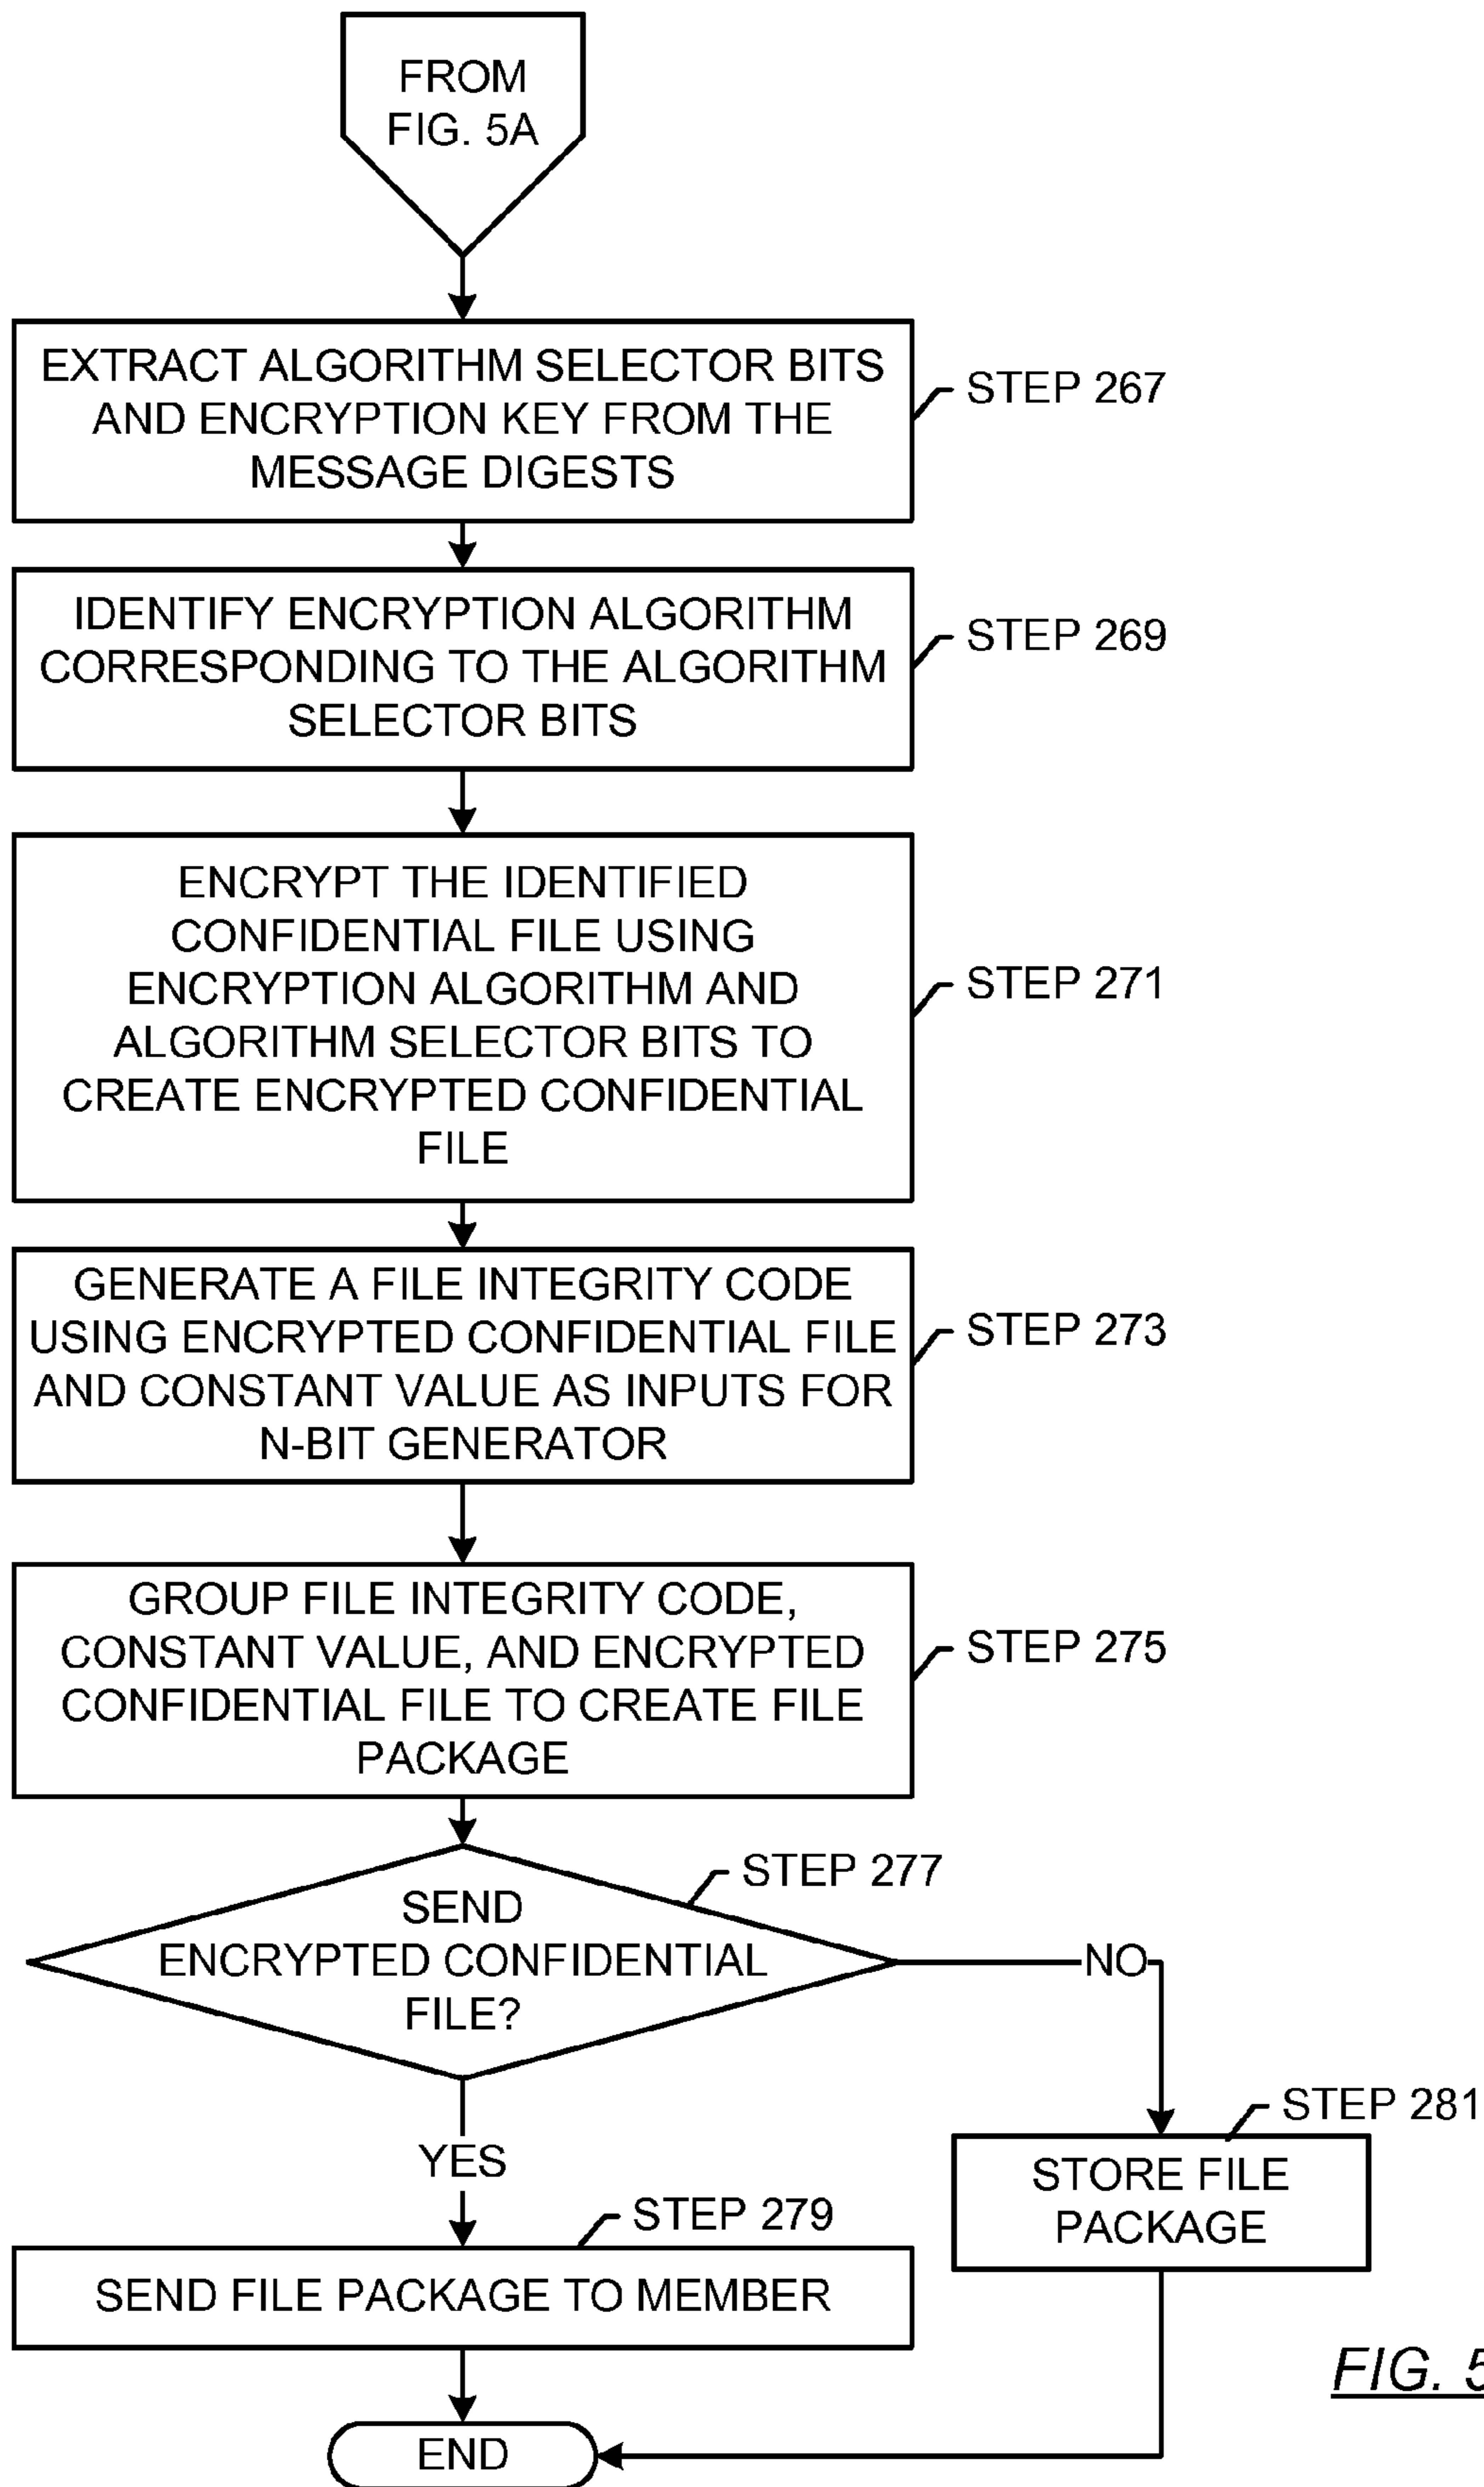 FROM
FIG. 5A
EXTRACT ALGORITHM SELECTOR BITS
AND ENCRYPTION KEY FROM THE
MESSAGE DIGESTS
STEP 267
IDENTIFY ENCRYPTION ALGORITHM
CORRESPONDING TO THE ALGORITHM
SELECTOR BITS
STEP 269
ENCRYPT THE IDENTIFIED
CONFIDENTIAL FILE USING
ENCRYPTION ALGORITHM AND
ALGORITHM SELECTOR BITS TO
CREATE ENCRYPTED CONFIDENTIAL
FILE
STEP 271
GENERATE A FILE INTEGRITY CODE
USING ENCRYPTED CONFIDENTIAL FILE
AND CONSTANT VALUE AS INPUTS FOR
N-BIT GENERATOR
STEP 273
GROUP FILE INTEGRITY CODE,
CONSTANT VALUE, AND ENCRYPTED
CONFIDENTIAL FILE TO CREATE FILE
PACKAGE
STEP 275
STEP 277
SEND
ENCRYPTED CONFIDENTIAL
FILE?
NO
YES
STEP 281
STORE FILE
PACKAGE
STEP 279
SEND FILE PACKAGE TO MEMBER
FIG. 5
END